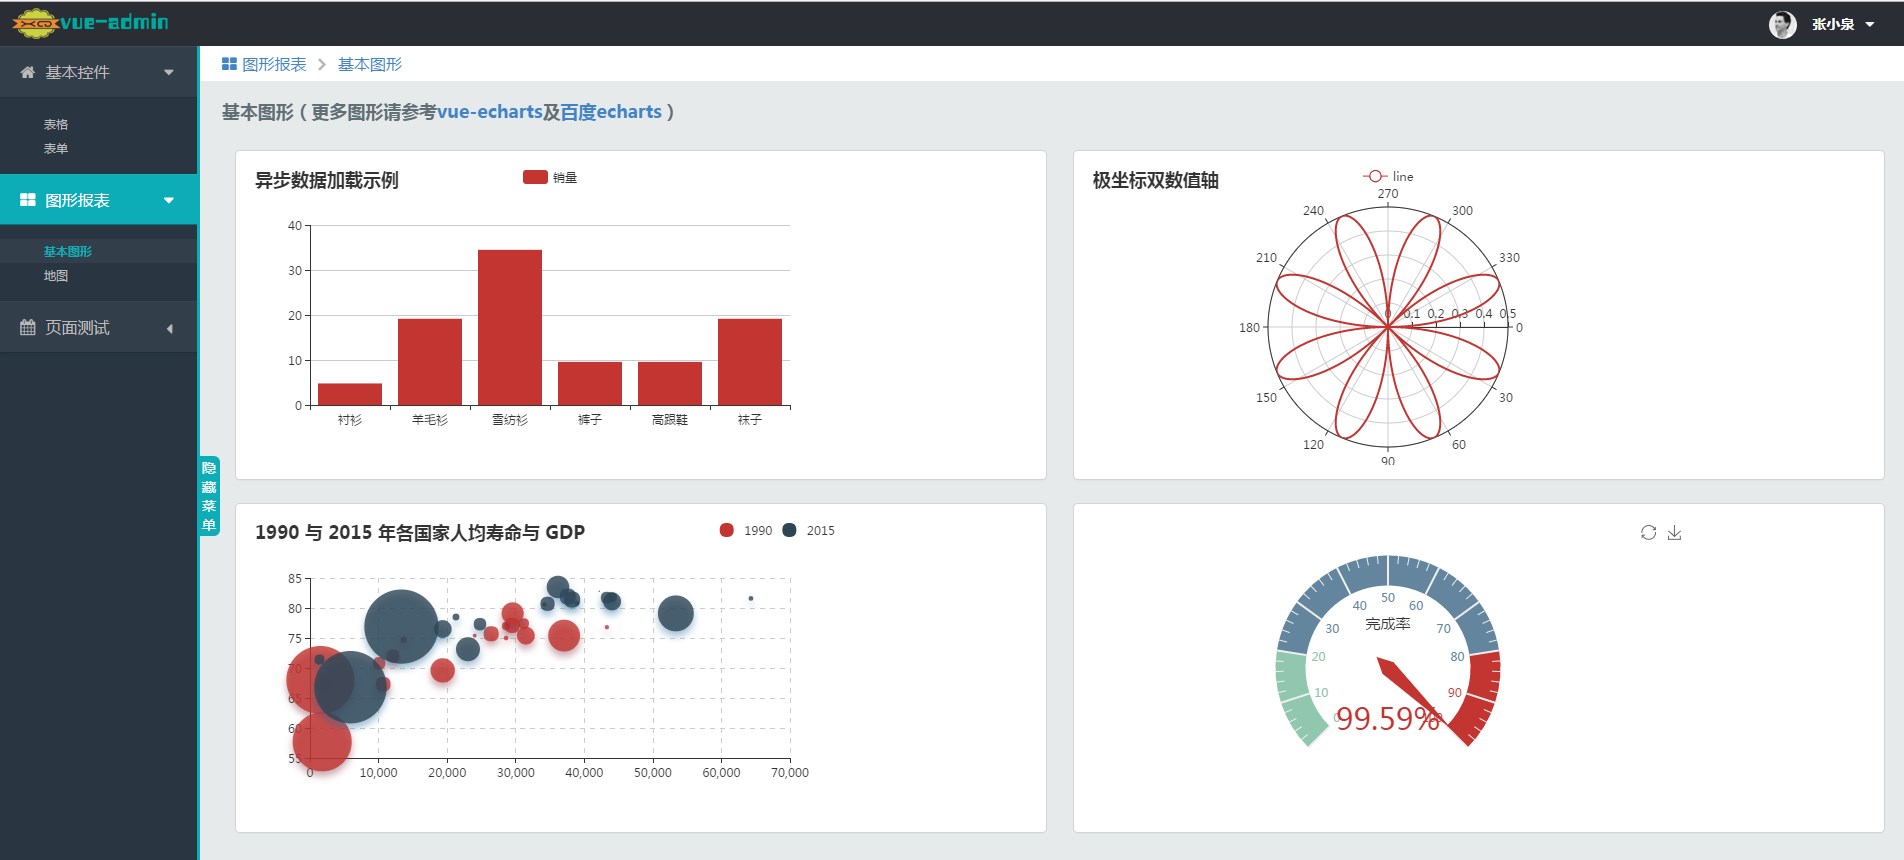 vue-admin
张小泉
基本控件
表格
表单
图形报表
基本图形
地图
页面测试
隐藏菜单
图形报表 > 基本图形
基本图形（更多图形请参考vue-echarts及百度echarts）
异步数据加载示例
销量
40
30
20
10
0
衬衫 羊毛衫 雪纺衫 裤子 高跟鞋 袜子
极坐标双数值轴
line
270
240 300
210 330
0 0.1 0.2 0.3 0.4 0.5
180 0
150 30
120 60
90
1990 与 2015 年各国家人均寿命与 GDP
1990 2015
85
80
75
70
65
60
55
0 10,000 20,000 30,000 40,000 50,000 60,000 70,000
50
40 60
完成率
30 70
20 80
10 90
0 99.59% 100